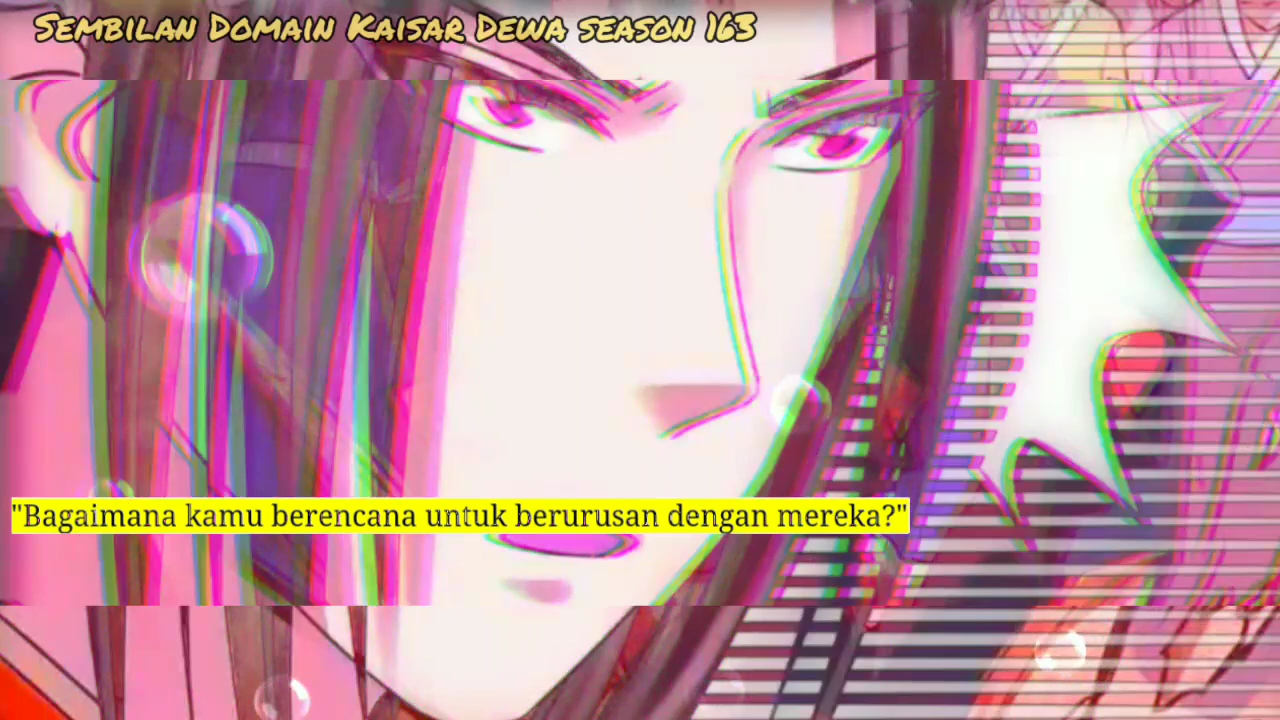 Sembilan Domain Kaisar Dewa season 163
"Bagaimana kamu berencana untuk berurusan dengan mereka?"